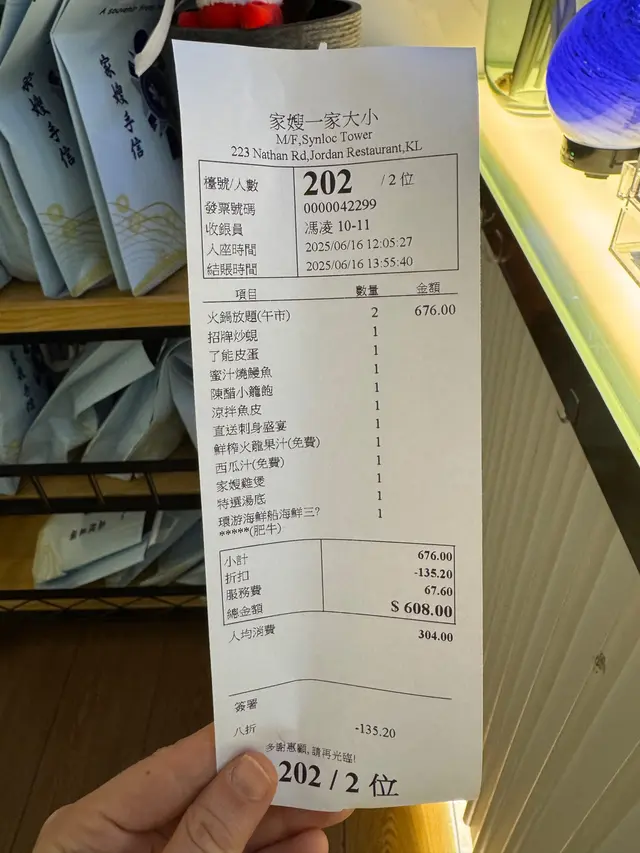 A souvenir from
家嫂手信
家嫂手信
家嫂一家大小
M/F,Synloc Tower
223 Nathan Rd,Jordan Restaurant,KL
檯號/人數 202 / 2 位
發票號碼 0000042299
收銀員 馮凌 10-11
入座時間 2025/06/16 12:05:27
結賬時間 2025/06/16 13:55:40
項目 數量 金額
火鍋放題(午市) 2 676.00
招牌炒蜆 1
了能皮蛋 1
蜜汁燒鰻魚 1
陳醋小籠飽 1
涼拌魚皮 1
直送刺身盛宴 1
鮮榨火龍果汁(免費) 1
西瓜汁(免費) 1
家嫂雞煲 1
特選湯底 1
環游海鮮船海鮮三? 1
*****(肥牛)
小計 676.00
折扣 -135.20
服務費 67.60
總金額 $ 608.00
人均消費 304.00
簽署
八折 -135.20
多謝惠顧,請再光臨!
202 / 2 位